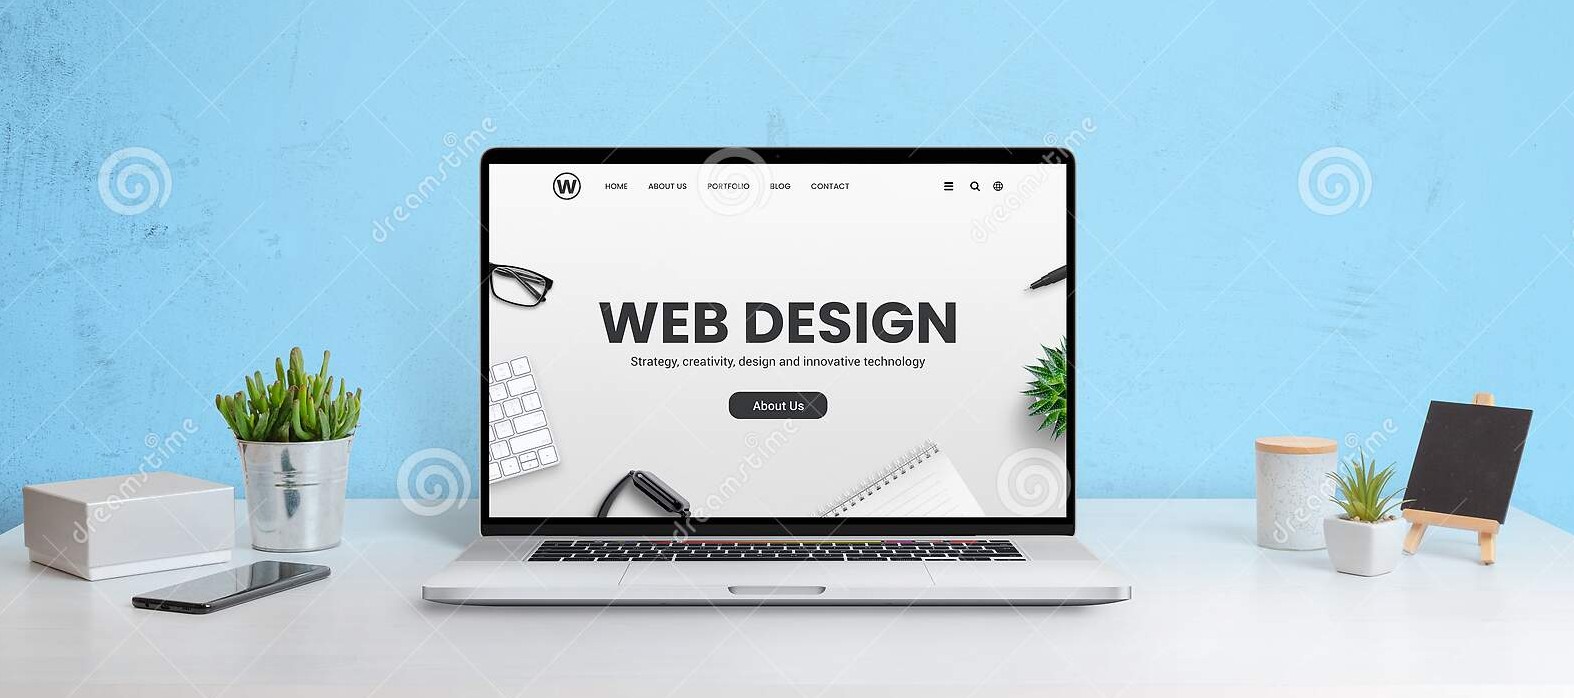 W HOME ABOUT US PORTFOLIO BLOG CONTACT
WEB DESIGN
Strategy, creativity, design and innovative technology
About Us
dreamstime
dreamstime
dreamstime
dreamstime
dreamstime
dreamstime